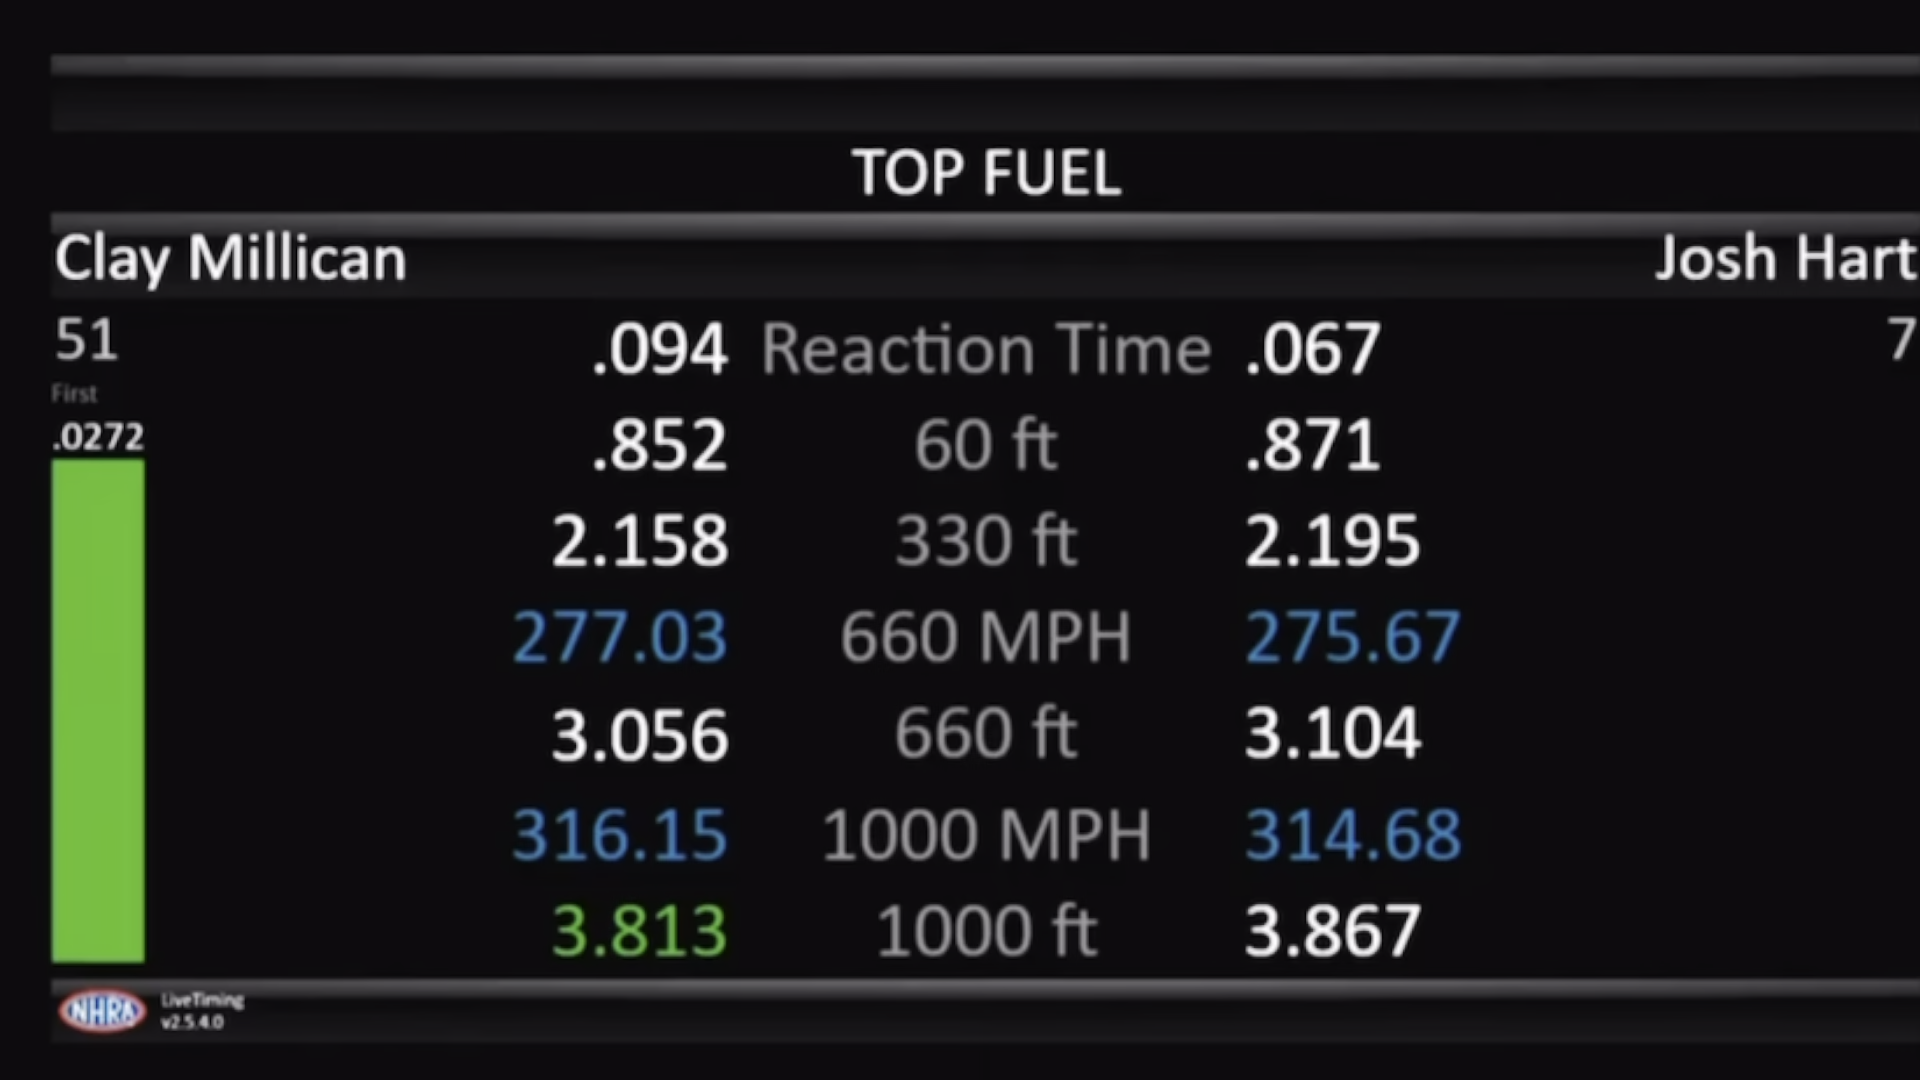 TOP FUEL
Clay Millican Josh Hart
51 .094 Reaction Time .067 7
First
.0272 .852 60 ft .871
2.158 330 ft 2.195
277.03 660 MPH 275.67
3.056 660 ft 3.104
316.15 1000 MPH 314.68
3.813 1000 ft 3.867
NHRA LiveTiming
v2.5.4.0